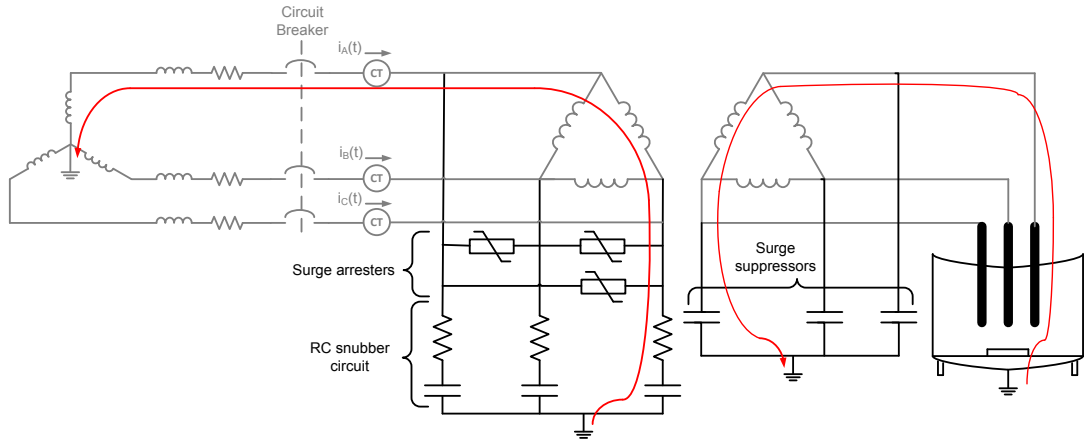 Circuit
Breaker
iA(t)
CT
iB(t)
CT
iC(t)
CT
Surge arresters
RC snubber
circuit
Surge
suppressors